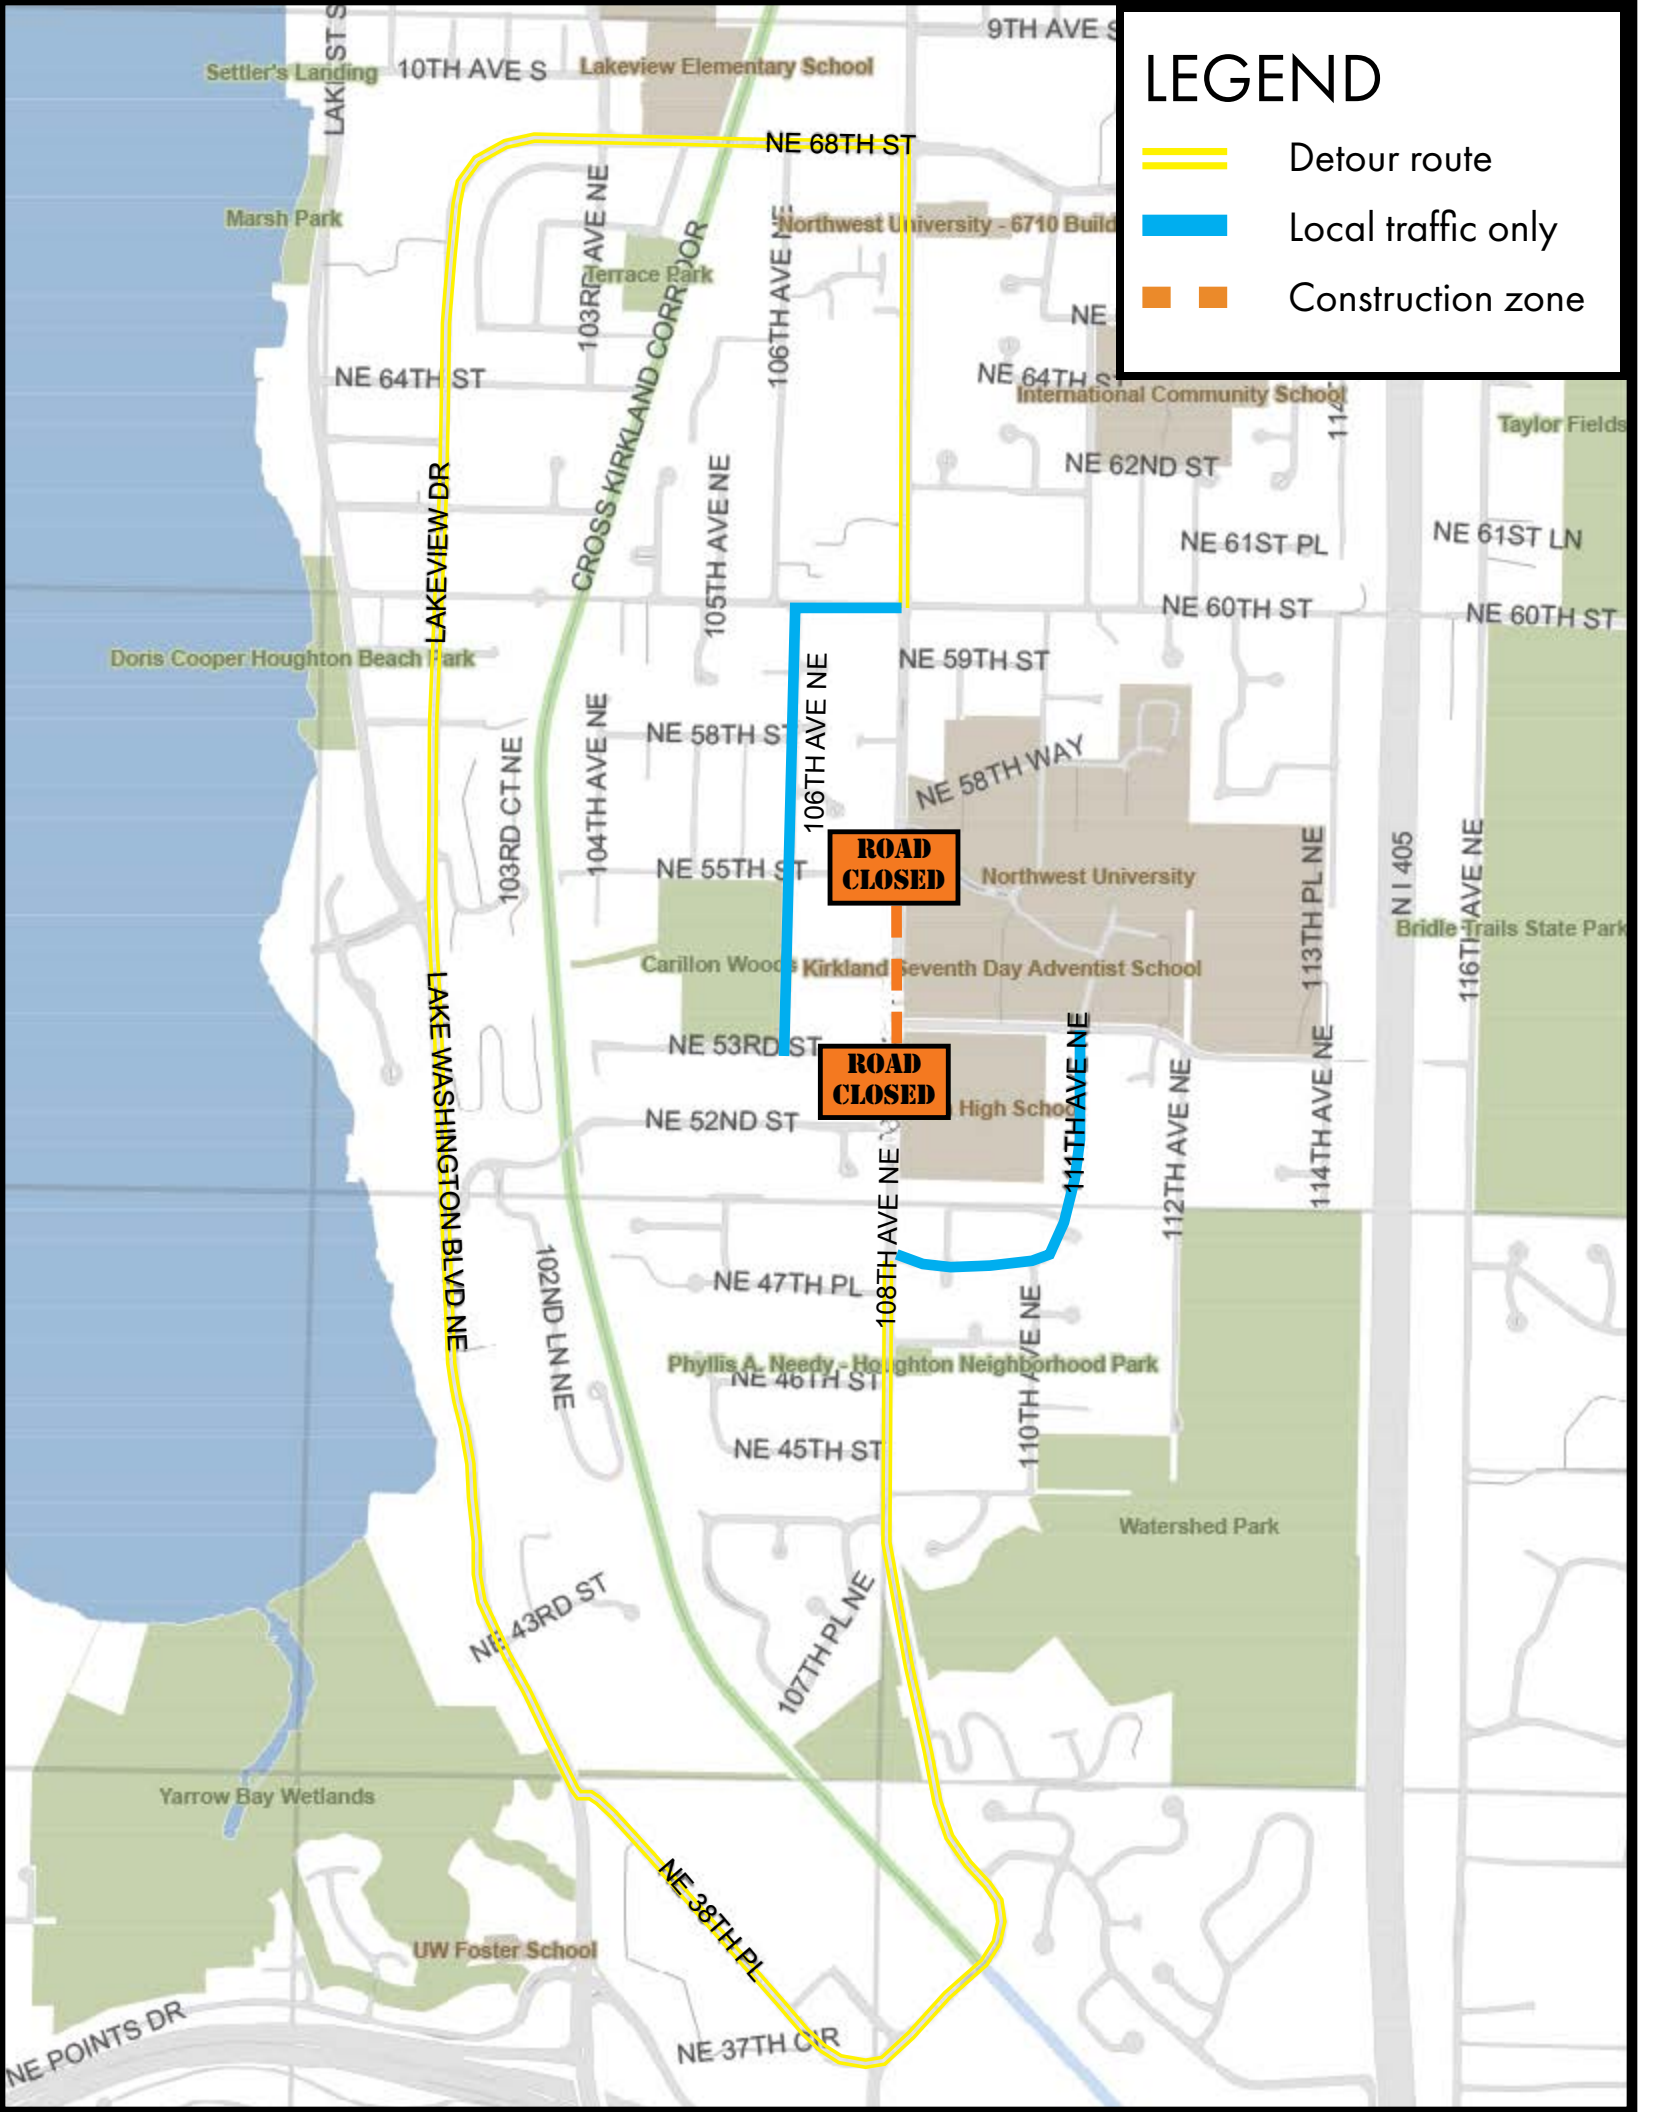 9TH AVE S
LAKE ST S
Settler's Landing
10TH AVE S
Lakeview Elementary School
LEGEND
Detour route
Local traffic only
Construction zone
NE 68TH ST
Marsh Park
103RD AVE NE
Terrace Park
CROSS KIRKLAND CORRIDOR
106TH AVE NE
Northwest University - 6710 Build
NE
NE 64TH ST
NE 64TH ST
International Community School
114
Taylor Fields
NE 62ND ST
LAKEVIEW DR
105TH AVE NE
NE 61ST PL
NE 61ST LN
NE 60TH ST
NE 60TH ST
Doris Cooper Houghton Beach Park
NE 59TH ST
106TH AVE NE
NE 58TH ST
104TH AVE NE
103RD CT NE
NE 58TH WAY
ROAD
CLOSED
NE 55TH ST
Northwest University
113TH PL NE
N I 405
116TH AVE NE
Bridle Trails State Park
Carillon Woods
Kirkland Seventh Day Adventist School
LAKE WASHINGTON BLVD NE
NE 53RD ST
ROAD
CLOSED
High School
111TH AVE NE
112TH AVE NE
114TH AVE NE
NE 52ND ST
108TH AVE NE
102ND LN NE
NE 47TH PL
110TH AVE NE
Phyllis A. Needy - Houghton Neighborhood Park
NE 46TH ST
NE 45TH ST
Watershed Park
NE 43RD ST
107TH PL NE
Yarrow Bay Wetlands
NE 38TH PL
UW Foster School
NE POINTS DR
NE 37TH CIR